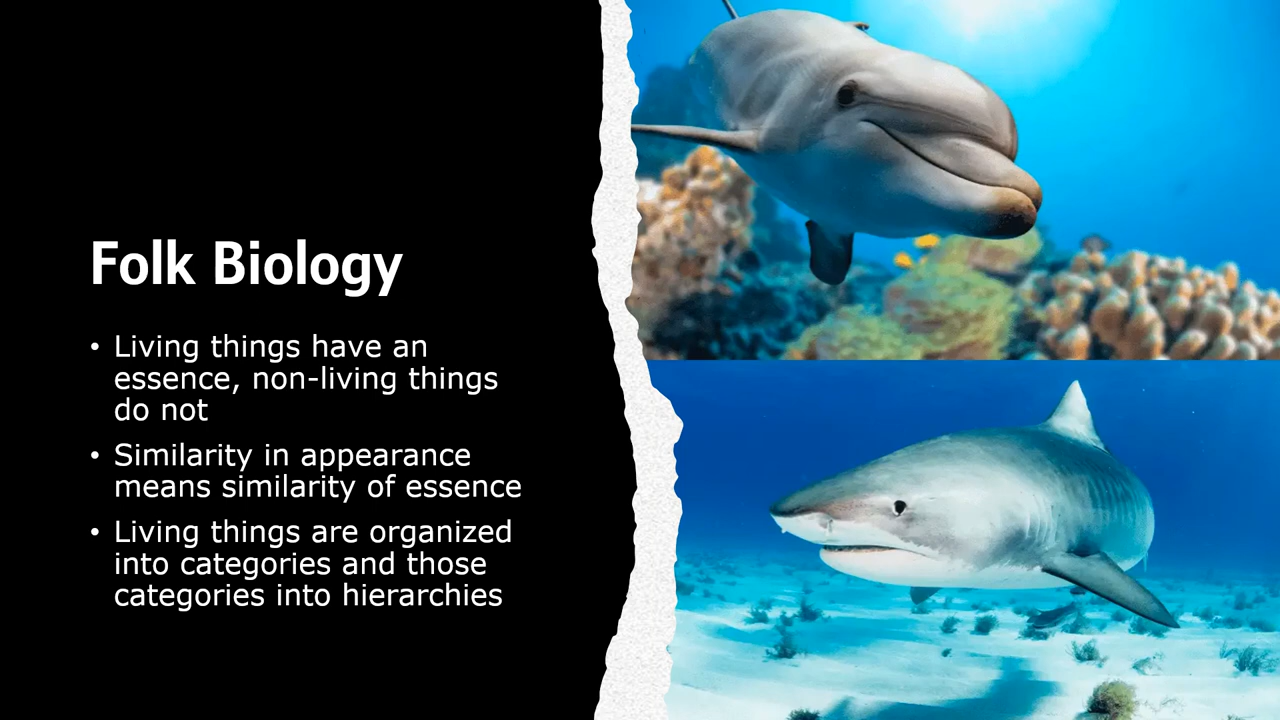 Folk Biology
• Living things have an
essence, non-living things
do not
• Similarity in appearance
means similarity of essence
• Living things are organized
into categories and those
categories into hierarchies